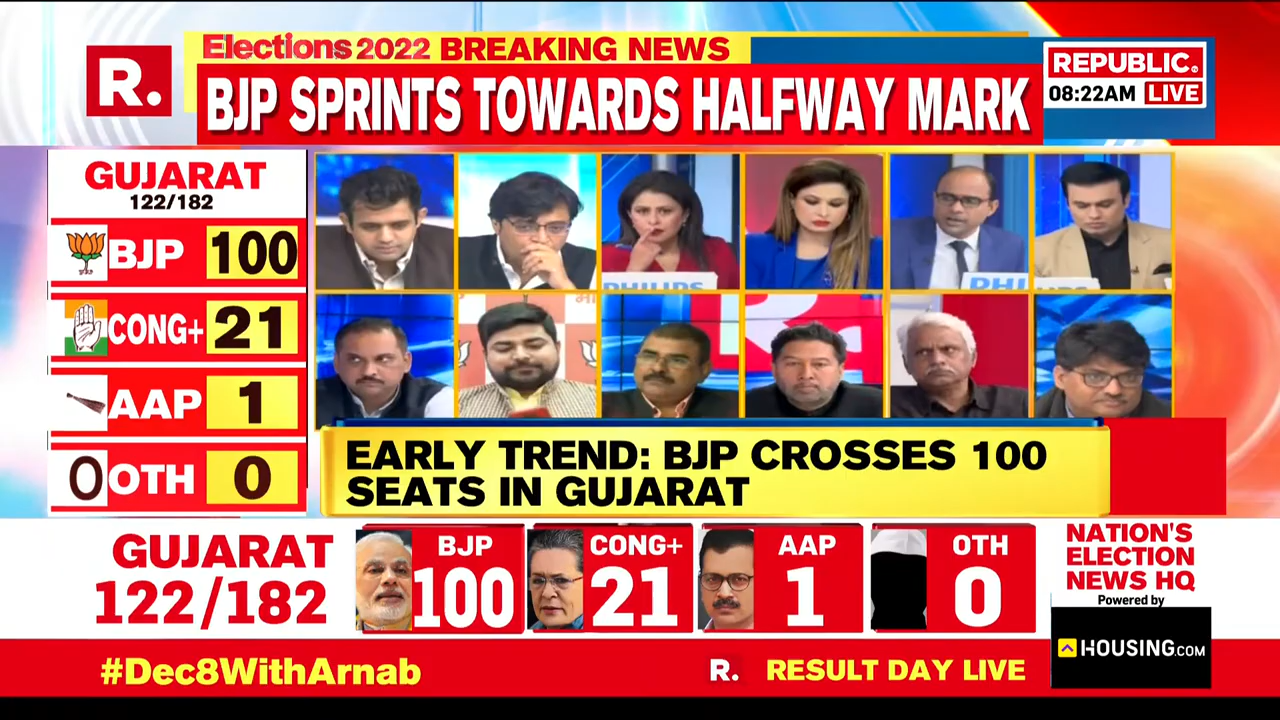 Elections 2022 BREAKING NEWS
R.
BJP SPRINTS TOWARDS HALFWAY MARK
REPUBLIC.
08:22AM LIVE
GUJARAT
122/182
BJP 100
CONG+ 21
AAP 1
0 OTH 0
PHILIPS
PHILIPS
EARLY TREND: BJP CROSSES 100
SEATS IN GUJARAT
GUJARAT
122/182
BJP
100
CONG+
21
AAP
1
OTH
0
NATION'S
ELECTION
NEWS HQ
Powered by
HOUSING.COM
#Dec8WithArnab
R. RESULT DAY LIVE